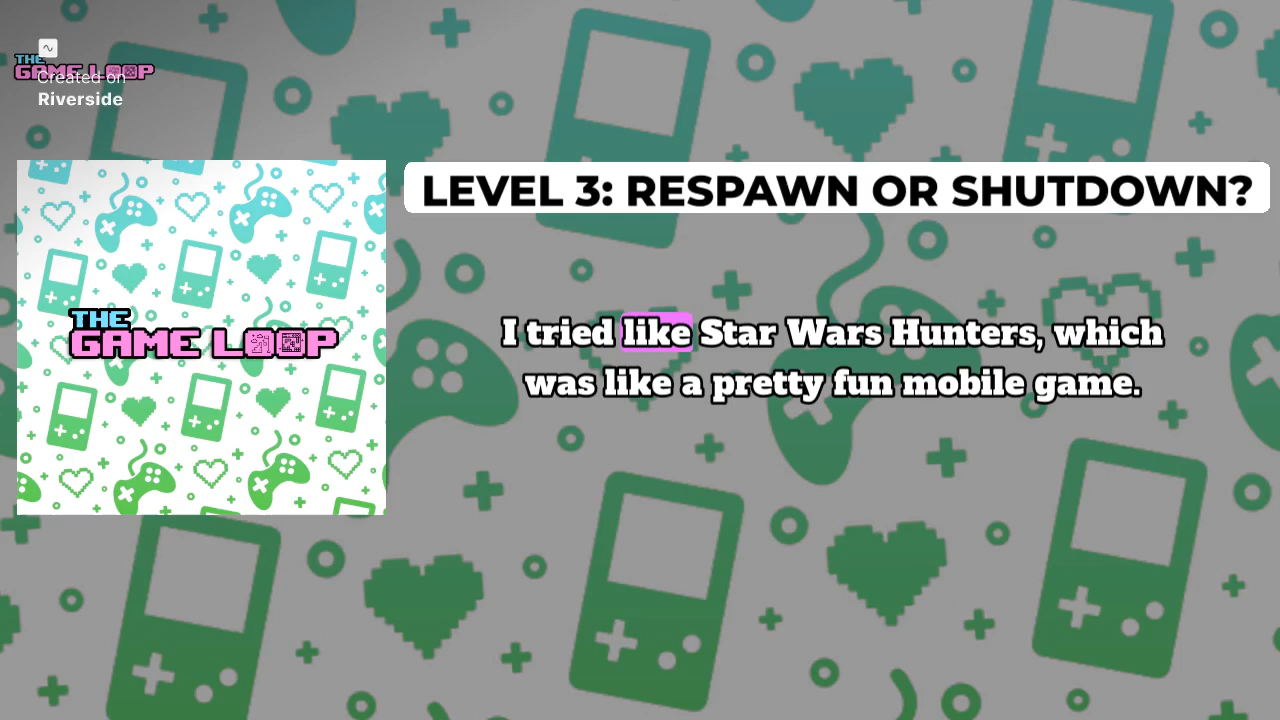 THE
GAME LOOP
Created on
Riverside
LEVEL 3: RESPAWN OR SHUTDOWN?
THE
GAME LOOP
I tried like Star Wars Hunters, which
was like a pretty fun mobile game.